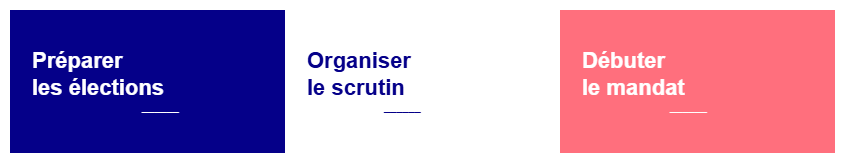 Préparer
les élections
Organiser
le scrutin
Débuter
le mandat